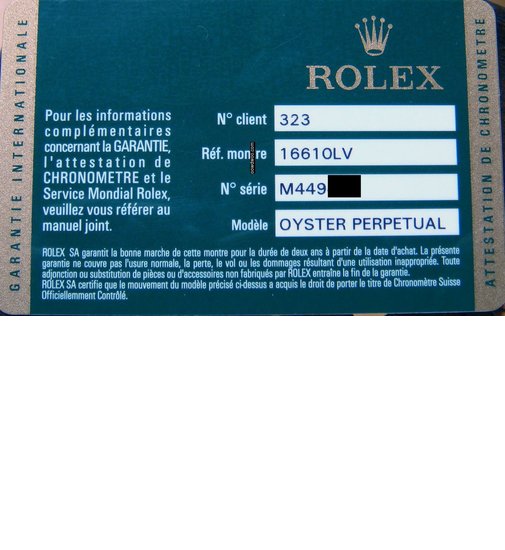 ROLEX
GARANTIE INTERNATIONALE
ATTESTATION DE CHRONOMETRE
Pour les informations
complémentaires
concernant la GARANTIE,
l'attestation de
CHRONOMETRE et le
Service Mondial Rolex,
veuillez vous référer au
manuel joint.
N° client 323
Réf. montre 16610LV
N° série M449
Modèle OYSTER PERPETUAL
ROLEX SA garantit la bonne marche de cette montre pour la durée de deux ans à partir de la date d'achat. La présente
garantie ne couvre pas l'usure normale, la perte, le vol ou les dommages résultant d'une utilisation inappropriée. Toute
adjonction ou substitution de pièces ou d'accessoires non fabriqués par ROLEX entraîne la fin de la garantie.
ROLEX SA certifie que le mouvement du modèle précisé ci-dessus a acquis le droit de porter le titre de Chronomètre Suisse
Officiellement Contrôlé.